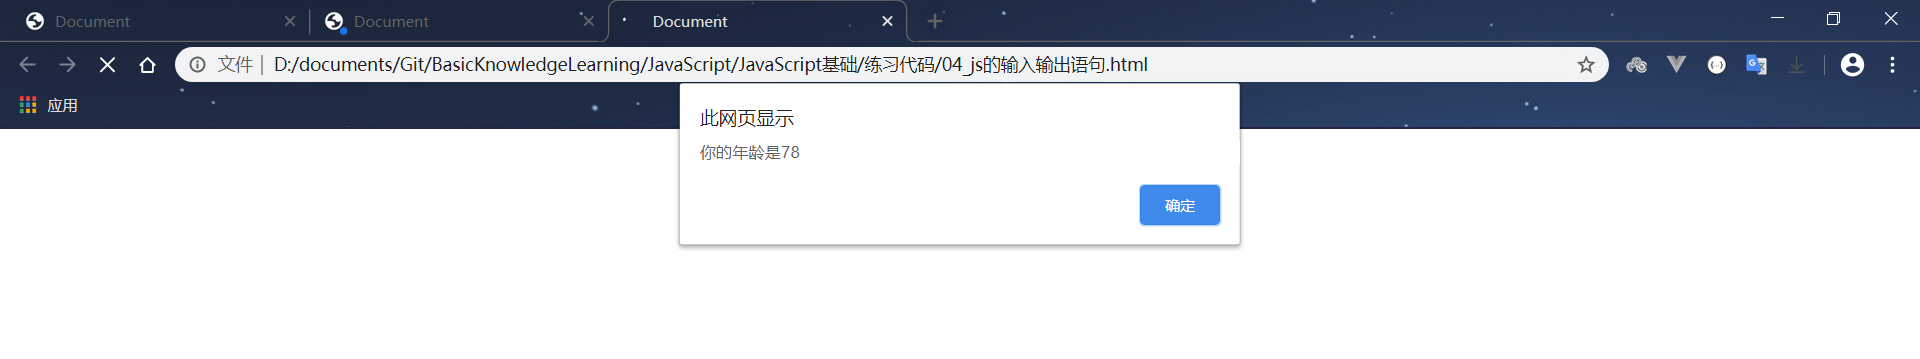 Document
Document
Document
文件 | D:/documents/Git/BasicKnowledgeLearning/JavaScript/JavaScript基础/练习代码/04_js的输入输出语句.html
应用
此网页显示
你的年龄是78
确定